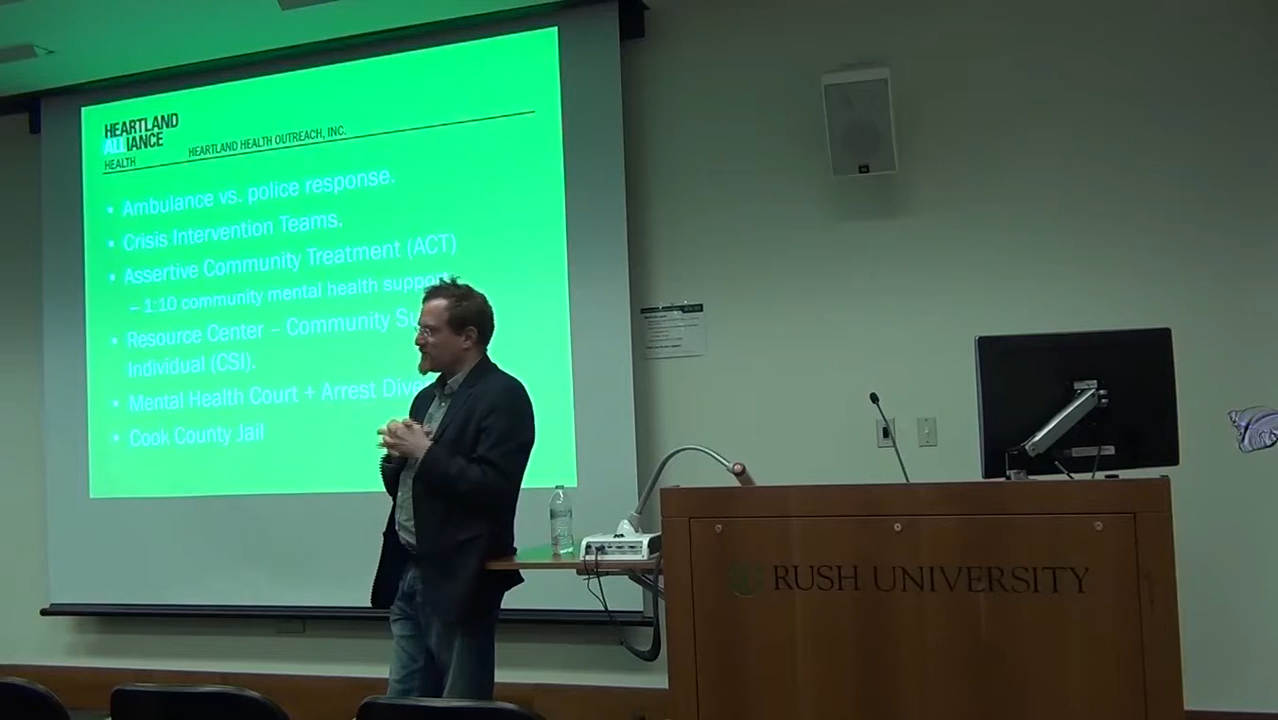 HEARTLAND
ALLIANCE
HEALTH
HEARTLAND HEALTH OUTREACH, INC.
• Ambulance vs. police response.
• Crisis Intervention Teams.
• Assertive Community Treatment (ACT)
– 1:10 community mental health suppor
• Resource Center – Community Su
Individual (CSI).
• Mental Health Court + Arrest Dive
• Cook County Jail
RUSH UNIVERSITY